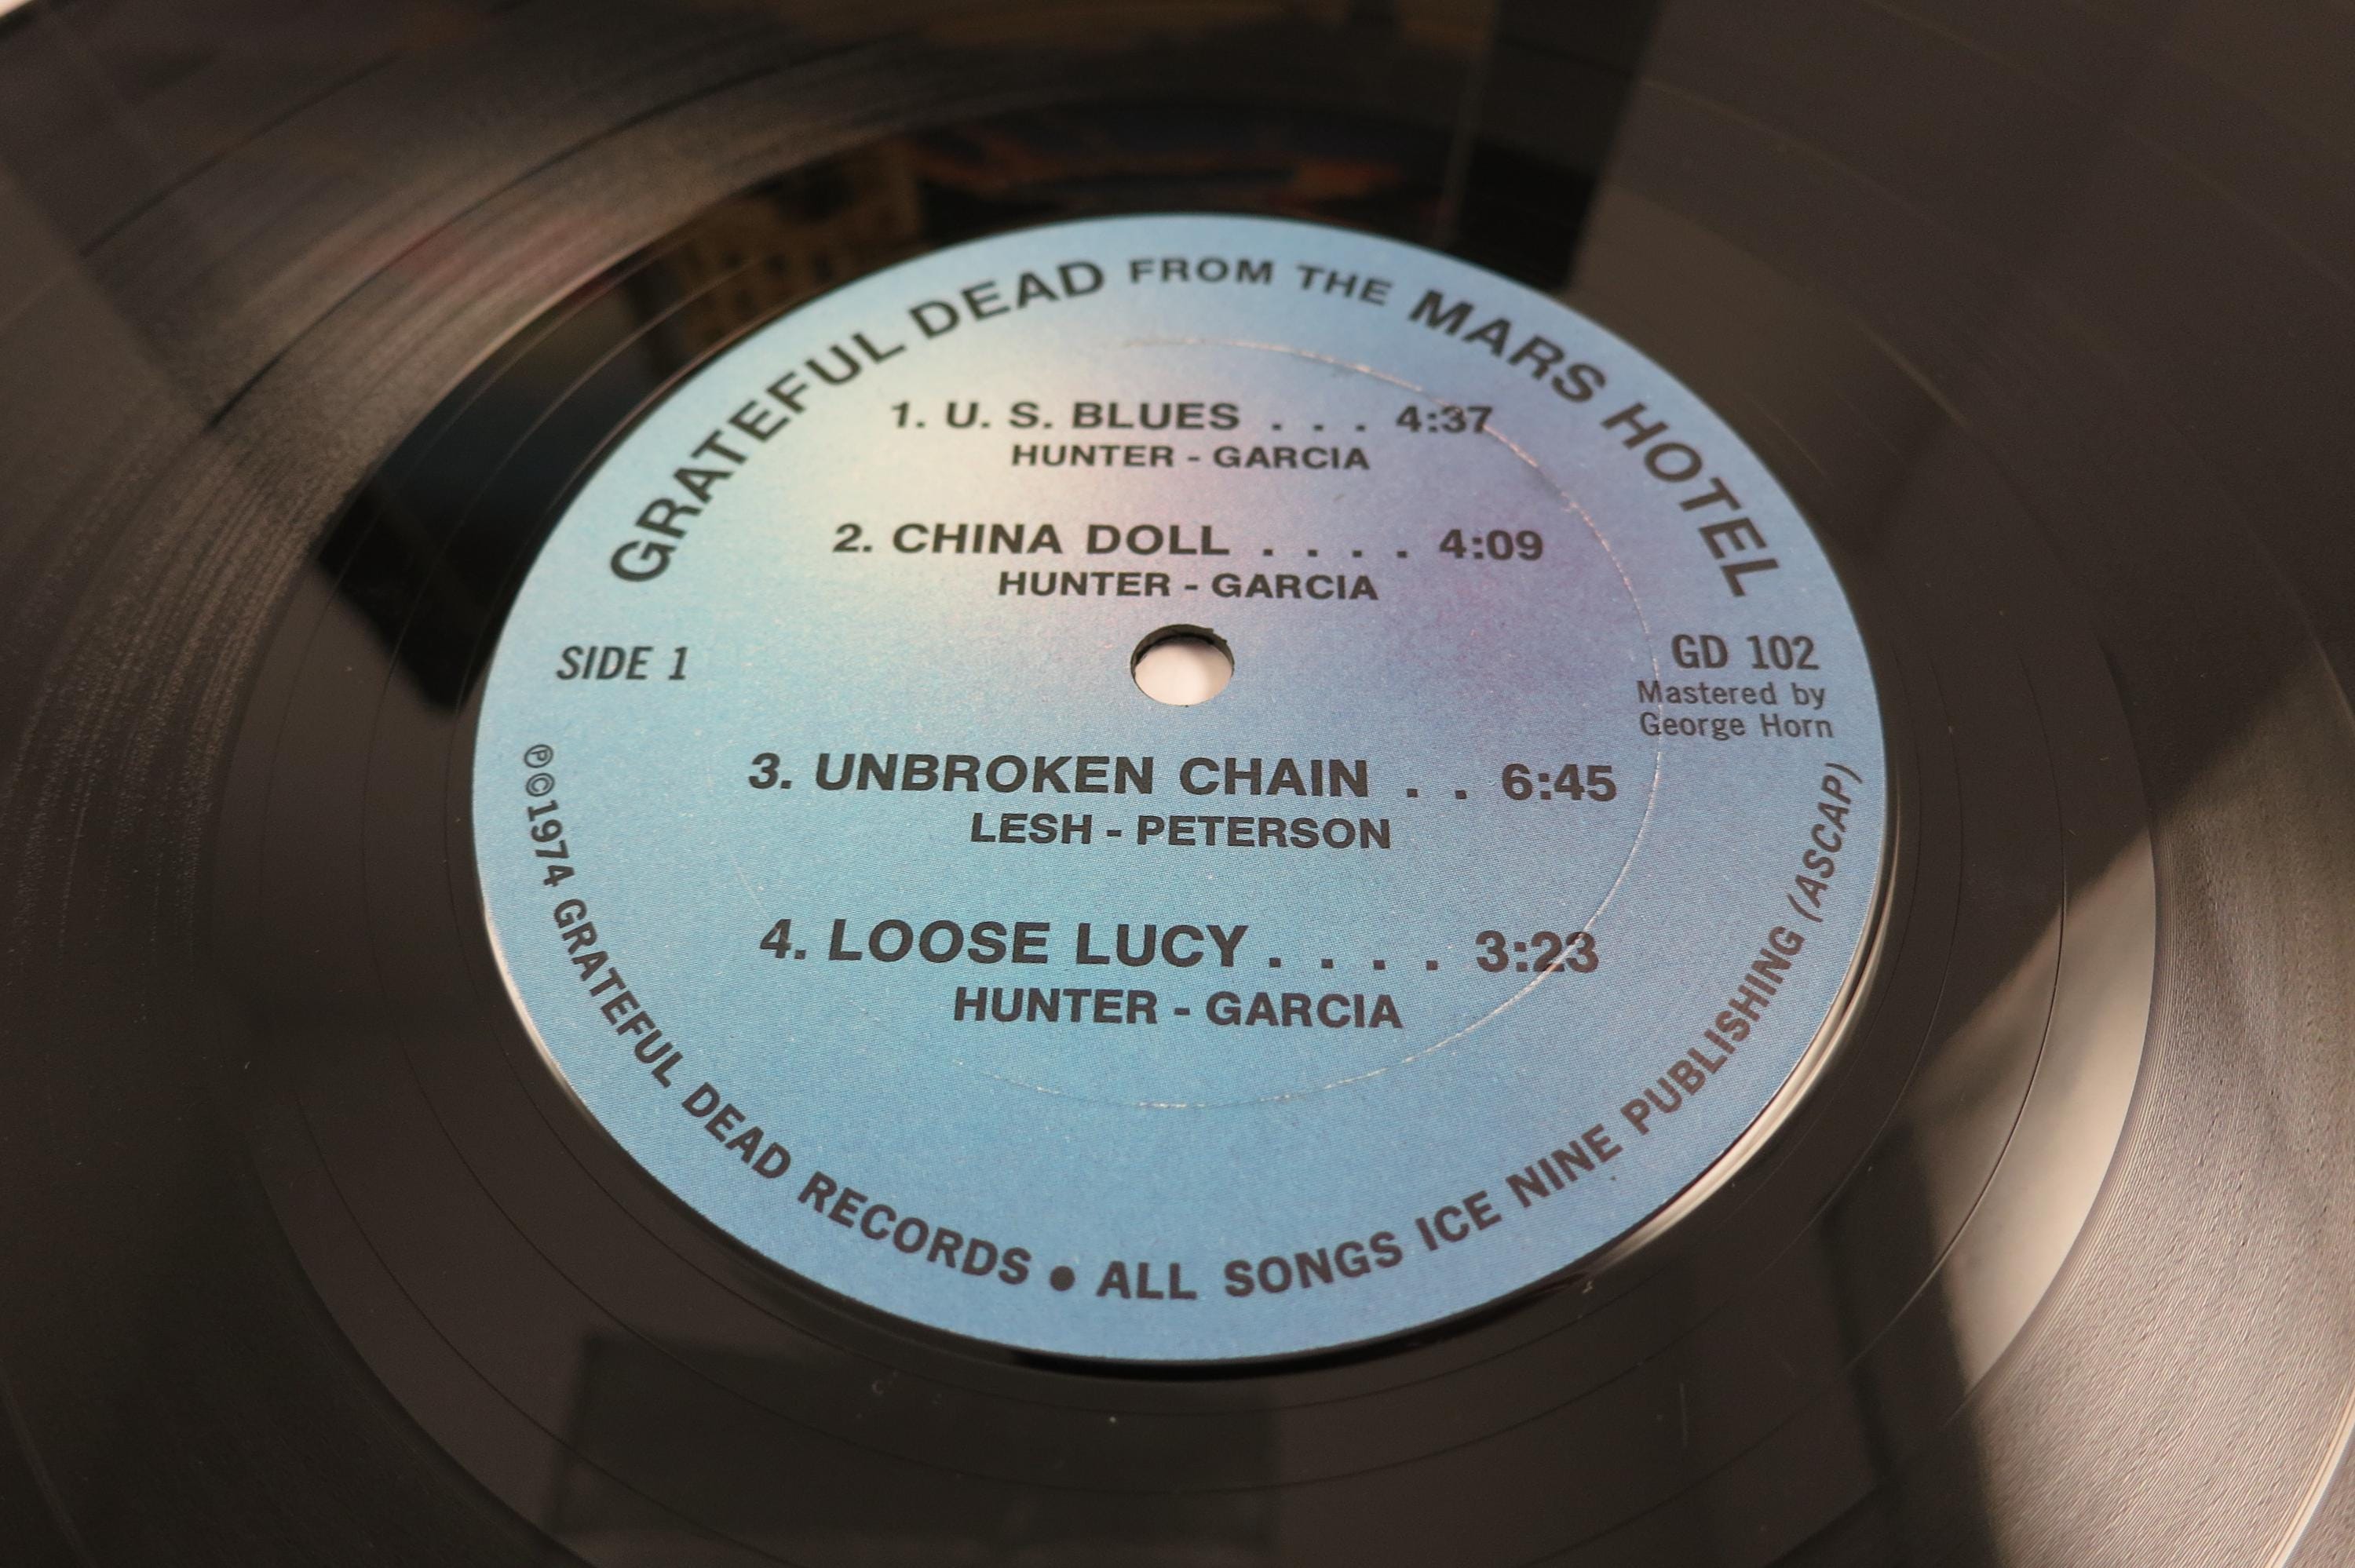 GRATEFUL DEAD FROM THE MARS HOTEL
1. U. S. BLUES . . . 4:37
HUNTER - GARCIA
2. CHINA DOLL . . . . 4:09
HUNTER - GARCIA
SIDE 1
GD 102
Mastered by
George Horn
3. UNBROKEN CHAIN . . 6:45
LESH - PETERSON
4. LOOSE LUCY . . . . 3:23
HUNTER - GARCIA
℗©1974 GRATEFUL DEAD RECORDS ● ALL SONGS ICE NINE PUBLISHING (ASCAP)